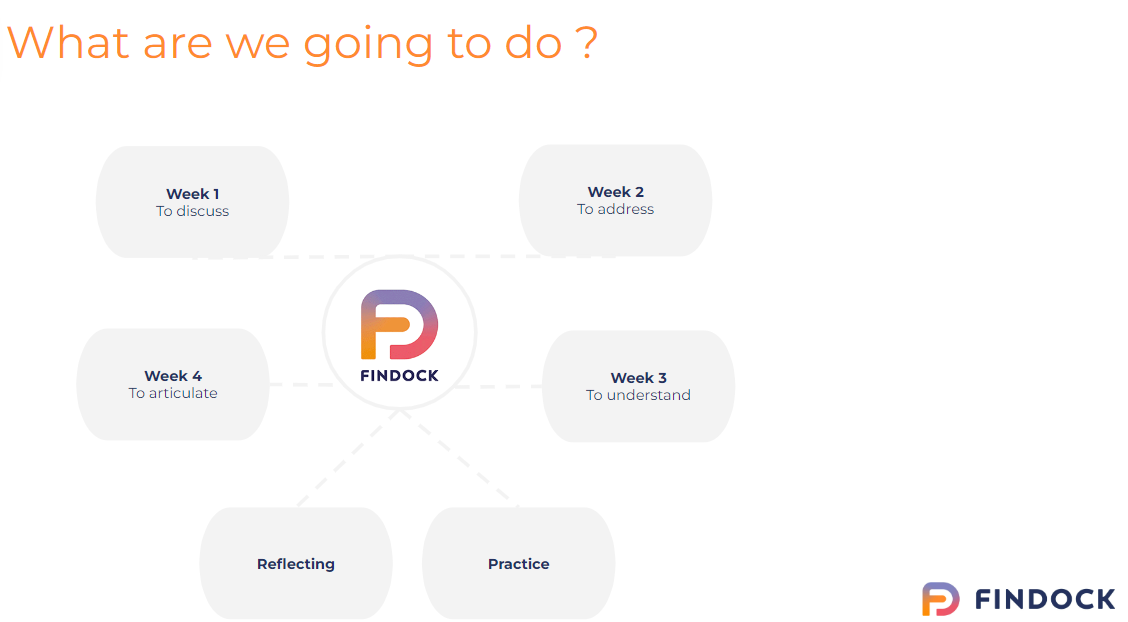 What are we going to do ?
Week 1
To discuss
Week 2
To address
FINDOCK
Week 4
To articulate
Week 3
To understand
Reflecting
Practice
FINDOCK